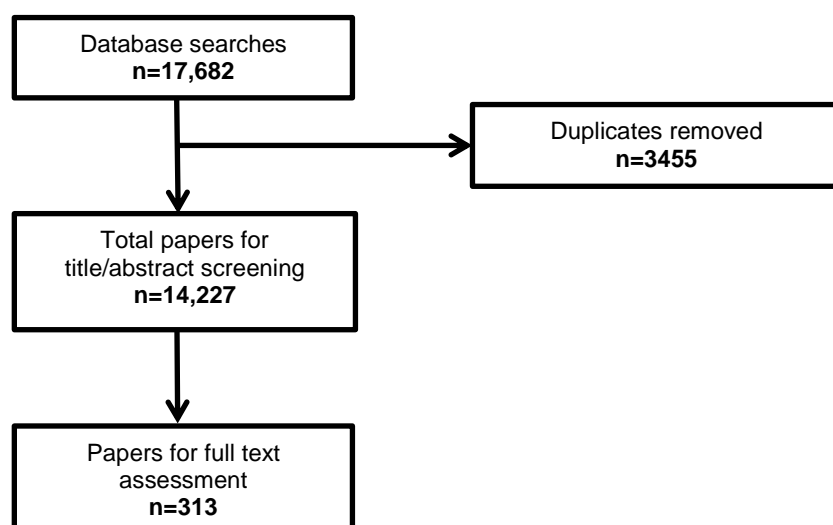 Database searches
n=17,682
Duplicates removed
n=3455
Total papers for
title/abstract screening
n=14,227
Papers for full text
assessment
n=313